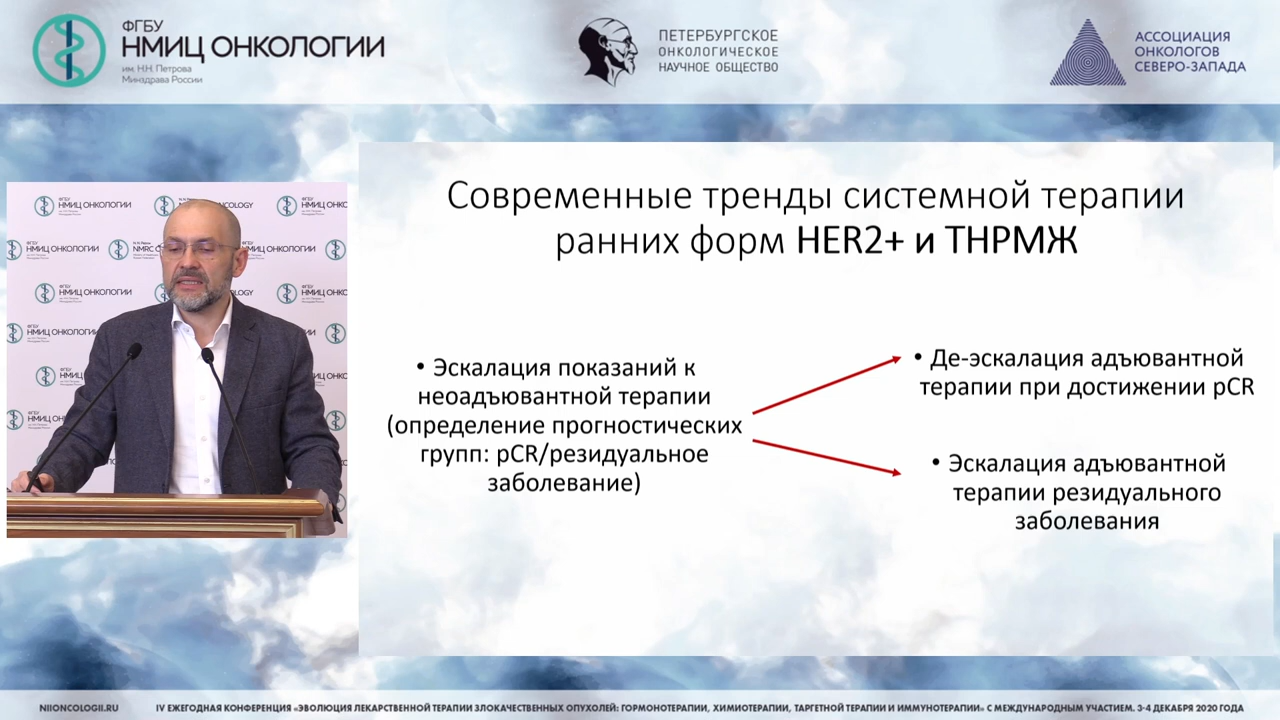 ФГБУ
НМИЦ ОНКОЛОГИИ
им. Н.Н. Петрова
Минздрава России
ПЕТЕРБУРГСКОЕ
ОНКОЛОГИЧЕСКОЕ
НАУЧНОЕ ОБЩЕСТВО
АССОЦИАЦИЯ
ОНКОЛОГОВ
СЕВЕРО-ЗАПАДА
Современные тренды системной терапии
ранних форм HER2+ и ТНРМЖ
• Эскалация показаний к
неоадъювантной терапии
(определение прогностических
групп: pCR/резидуальное
заболевание)
• Де-эскалация адъювантной
терапии при достижении pCR
• Эскалация адъювантной
терапии резидуального
заболевания
ФГБУ
НМИЦ ОНКОЛОГИИ
NIIONCOLOGII.RU
IV ЕЖЕГОДНАЯ КОНФЕРЕНЦИЯ «ЭВОЛЮЦИЯ ЛЕКАРСТВЕННОЙ ТЕРАПИИ ЗЛОКАЧЕСТВЕННЫХ ОПУХОЛЕЙ: ГОРМОНОТЕРАПИИ, ХИМИОТЕРАПИИ, ТАРГЕТНОЙ ТЕРАПИИ И ИММУНОТЕРАПИИ» С МЕЖДУНАРОДНЫМ УЧАСТИЕМ. 3-4 ДЕКАБРЯ 2020 ГОДА